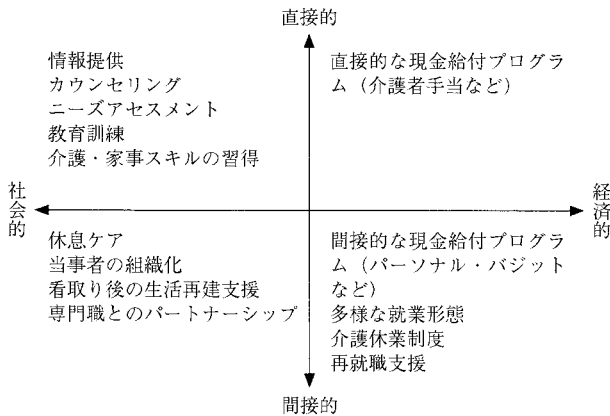 直接的
情報提供
カウンセリング
ニーズアセスメント
教育訓練
介護・家事スキルの習得
直接的な現金給付プログラ
ム（介護者手当など）
社会的
経済的
休息ケア
当事者の組織化
看取り後の生活再建支援
専門職とのパートナーシップ
間接的な現金給付プログラ
ム（パーソナル・バジット
など）
多様な就業形態
介護休業制度
再就職支援
間接的